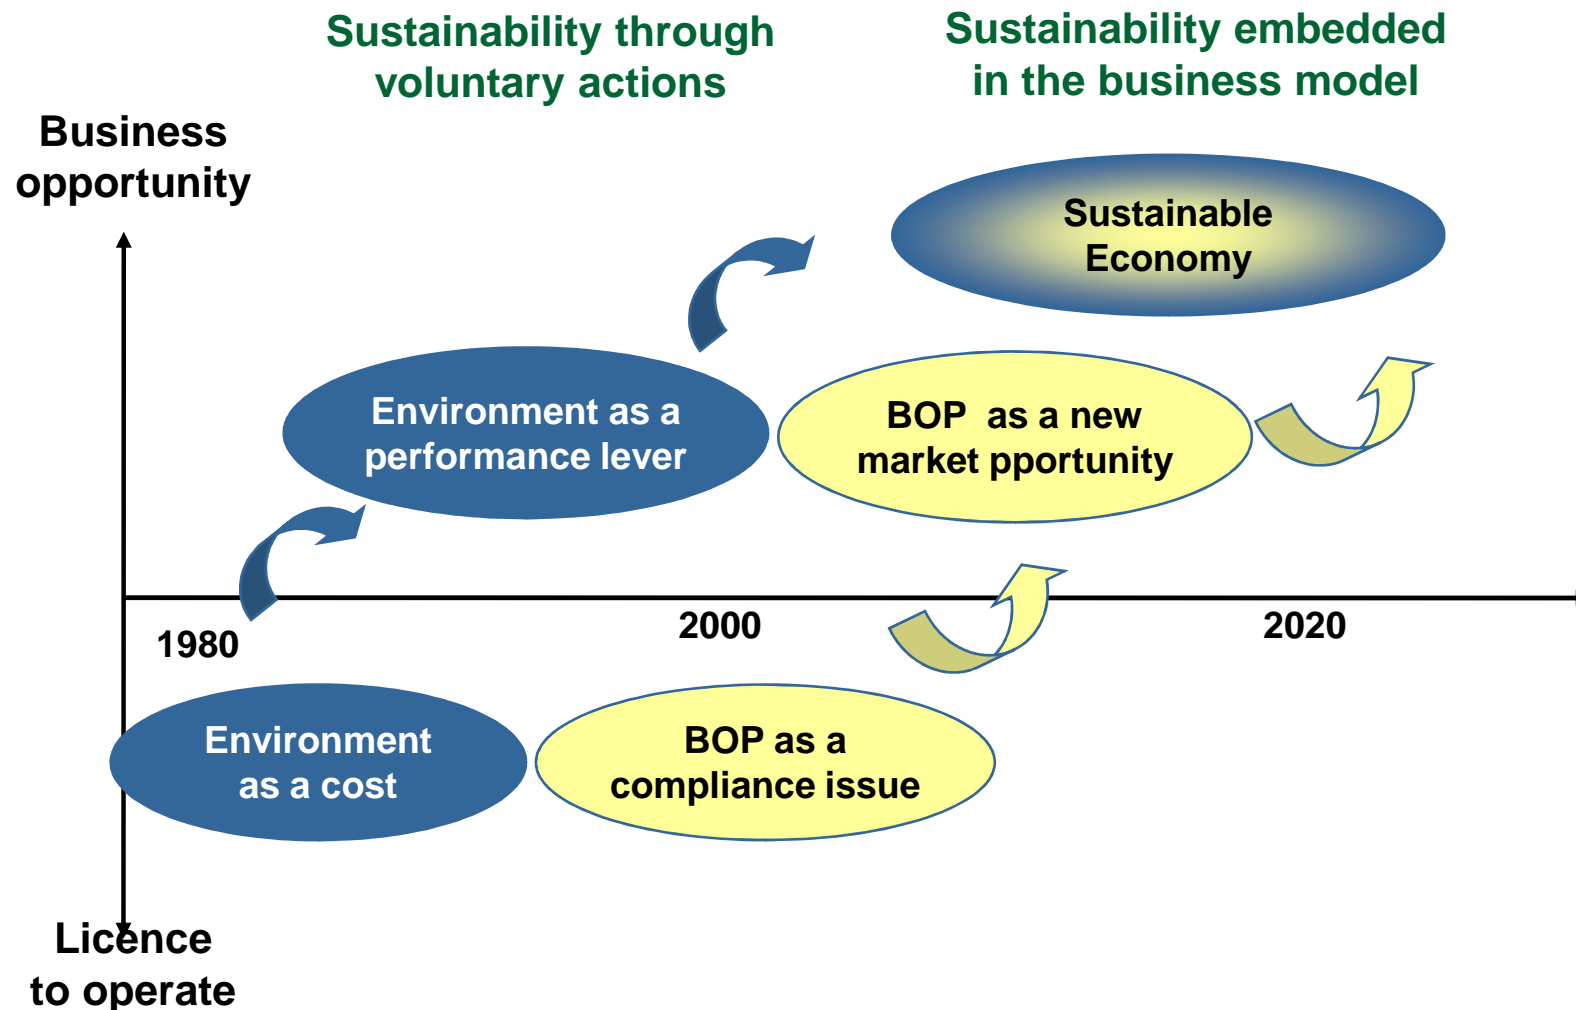 Sustainability through
voluntary actions
Sustainability embedded
in the business model
Business
opportunity
Sustainable
Economy
Environment as a
performance lever
BOP as a new
market pportunity
1980
2000
2020
Environment
as a cost
BOP as a
compliance issue
Licence
to operate